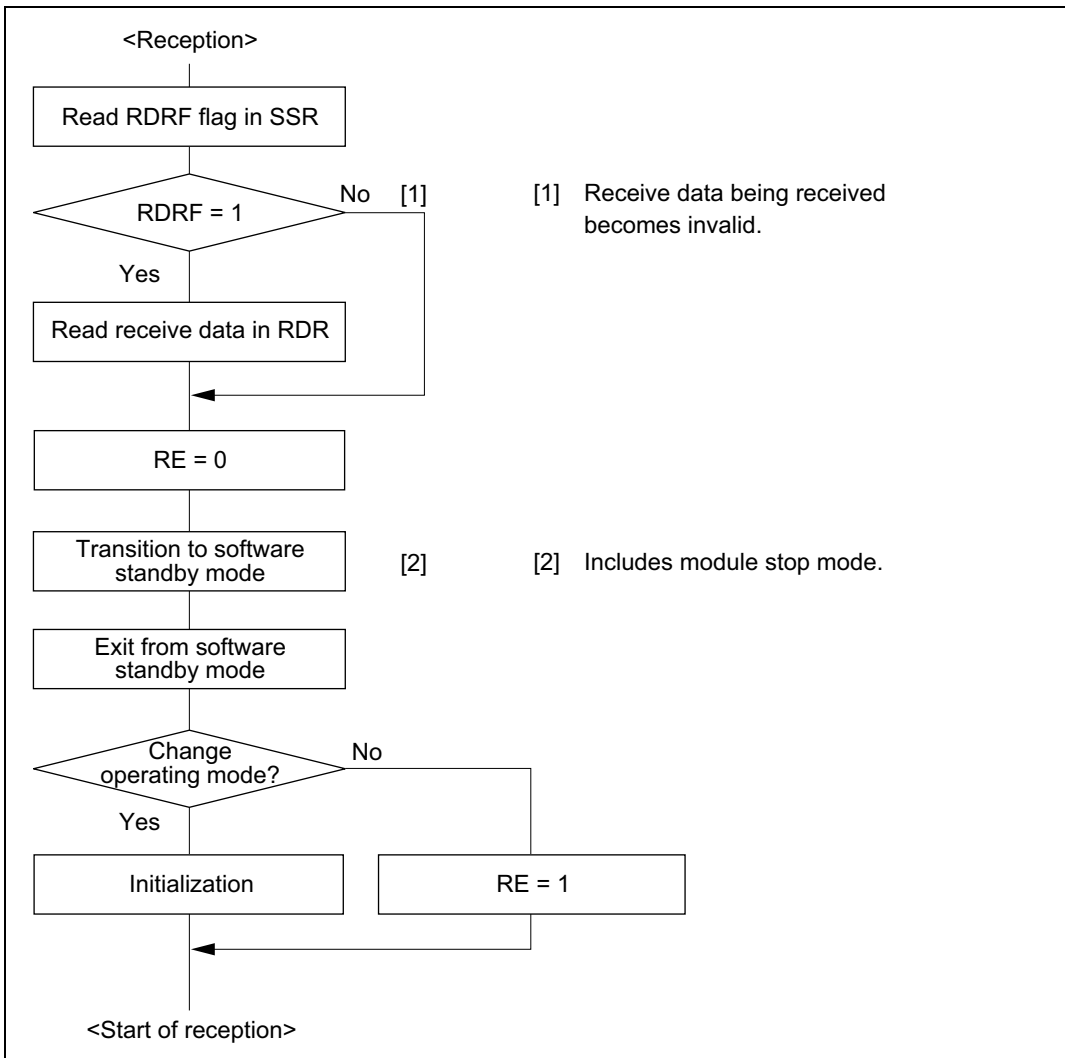 <Reception>
Read RDRF flag in SSR
No [1]
[1] Receive data being received
becomes invalid.
RDRF = 1
Yes
Read receive data in RDR
RE = 0
Transition to software
standby mode
[2]
[2] Includes module stop mode.
Exit from software
standby mode
Change
operating mode?
No
Yes
Initialization
RE = 1
<Start of reception>